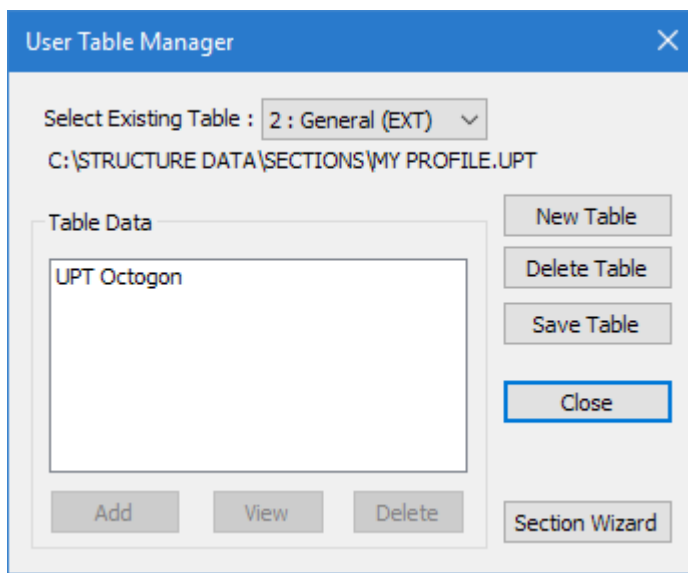 User Table Manager
Select Existing Table : 2 : General (EXT)
C:\STRUCTURE DATA\SECTIONS\MY PROFILE.UPT
Table Data
UPT Octogon
Add View Delete
New Table
Delete Table
Save Table
Close
Section Wizard